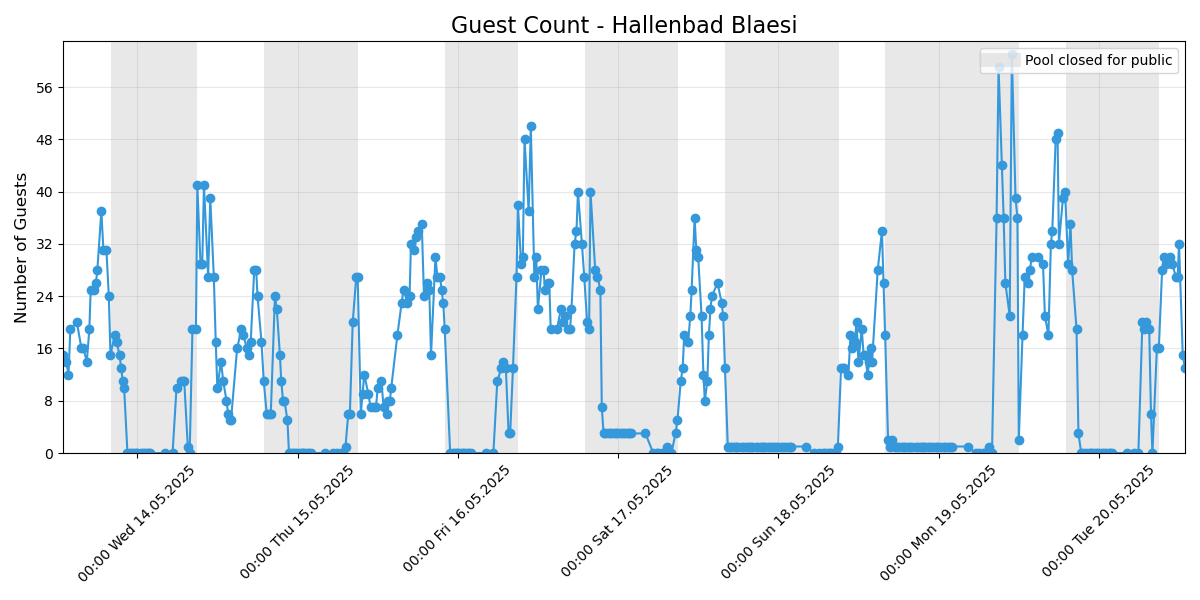 Guest Count - Hallenbad Blaesi
Pool closed for public
Number of Guests
56
48
40
32
24
16
8
0
00:00 Wed 14.05.2025
00:00 Thu 15.05.2025
00:00 Fri 16.05.2025
00:00 Sat 17.05.2025
00:00 Sun 18.05.2025
00:00 Mon 19.05.2025
00:00 Tue 20.05.2025